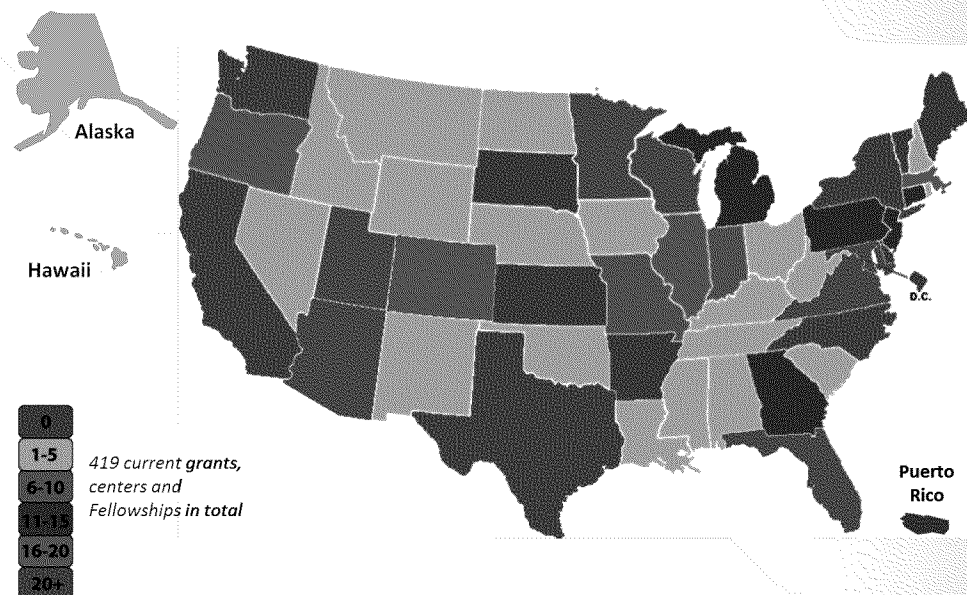 Alaska
Hawaii
D.C.
0
1-5
6-10
11-15
16-20
20+
419 current grants,
centers and
Fellowships in total
Puerto
Rico